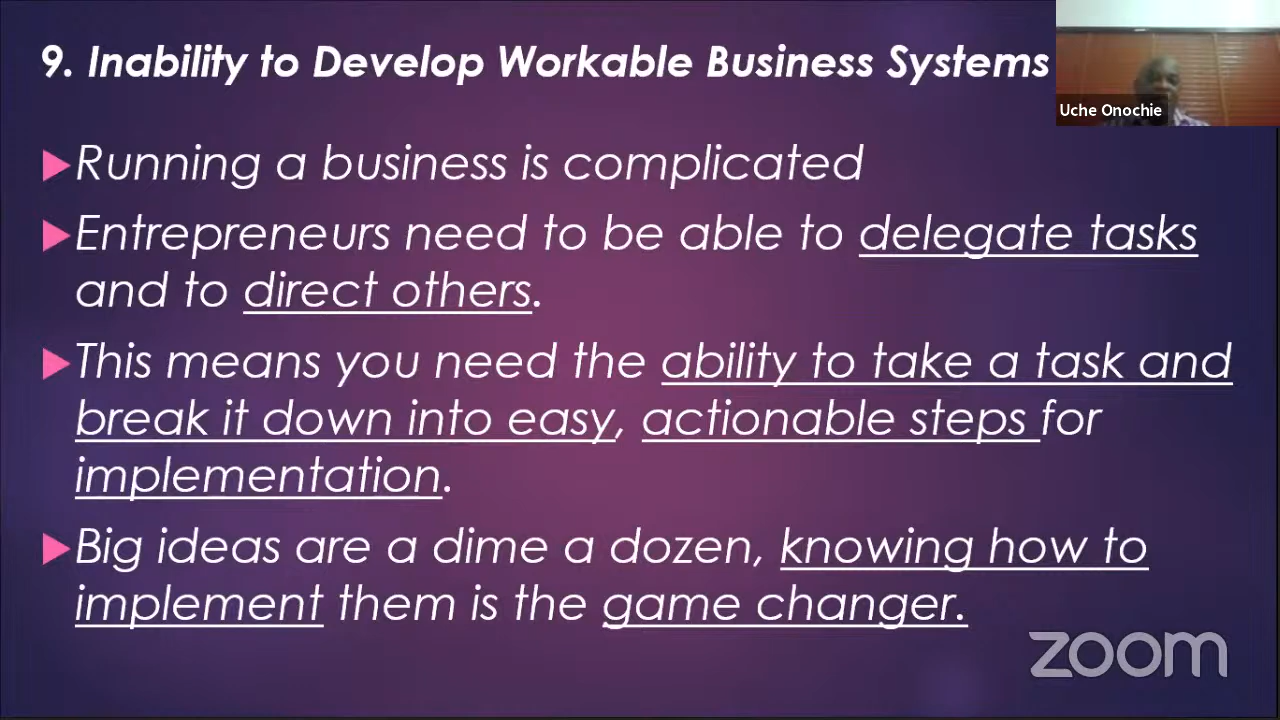 9. Inability to Develop Workable Business Systems
Uche Onochie
Running a business is complicated
Entrepreneurs need to be able to delegate tasks
and to direct others.
This means you need the ability to take a task and
break it down into easy, actionable steps for
implementation.
Big ideas are a dime a dozen, knowing how to
implement them is the game changer.
zoom